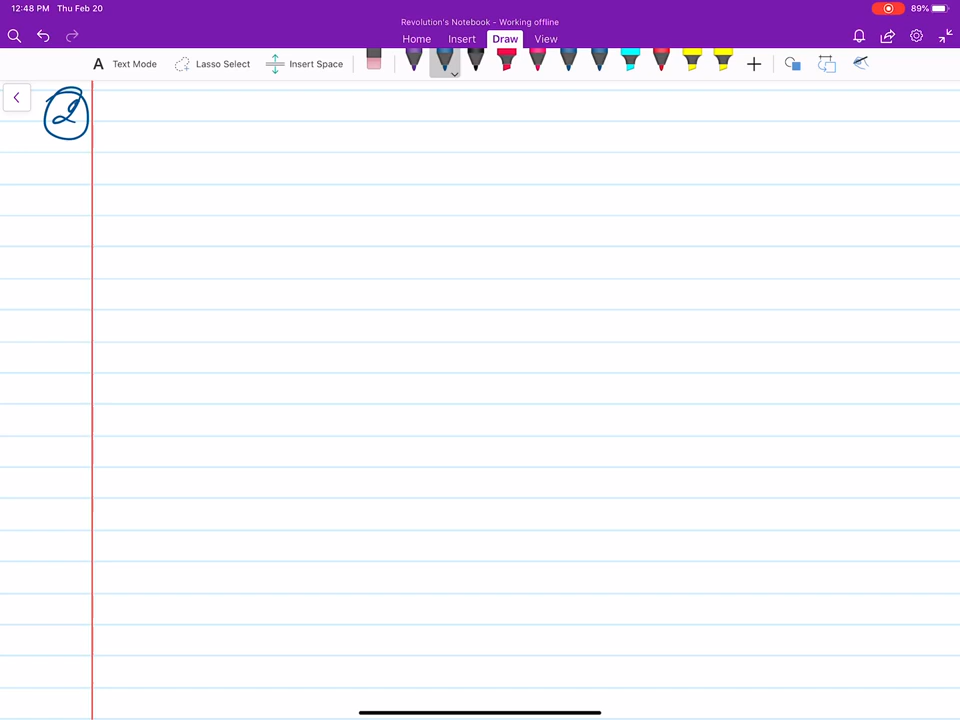 12:48 PM Thu Feb 20
89%
Revolution's Notebook - Working offline
Home Insert Draw View
A Text Mode Lasso Select Insert Space
2